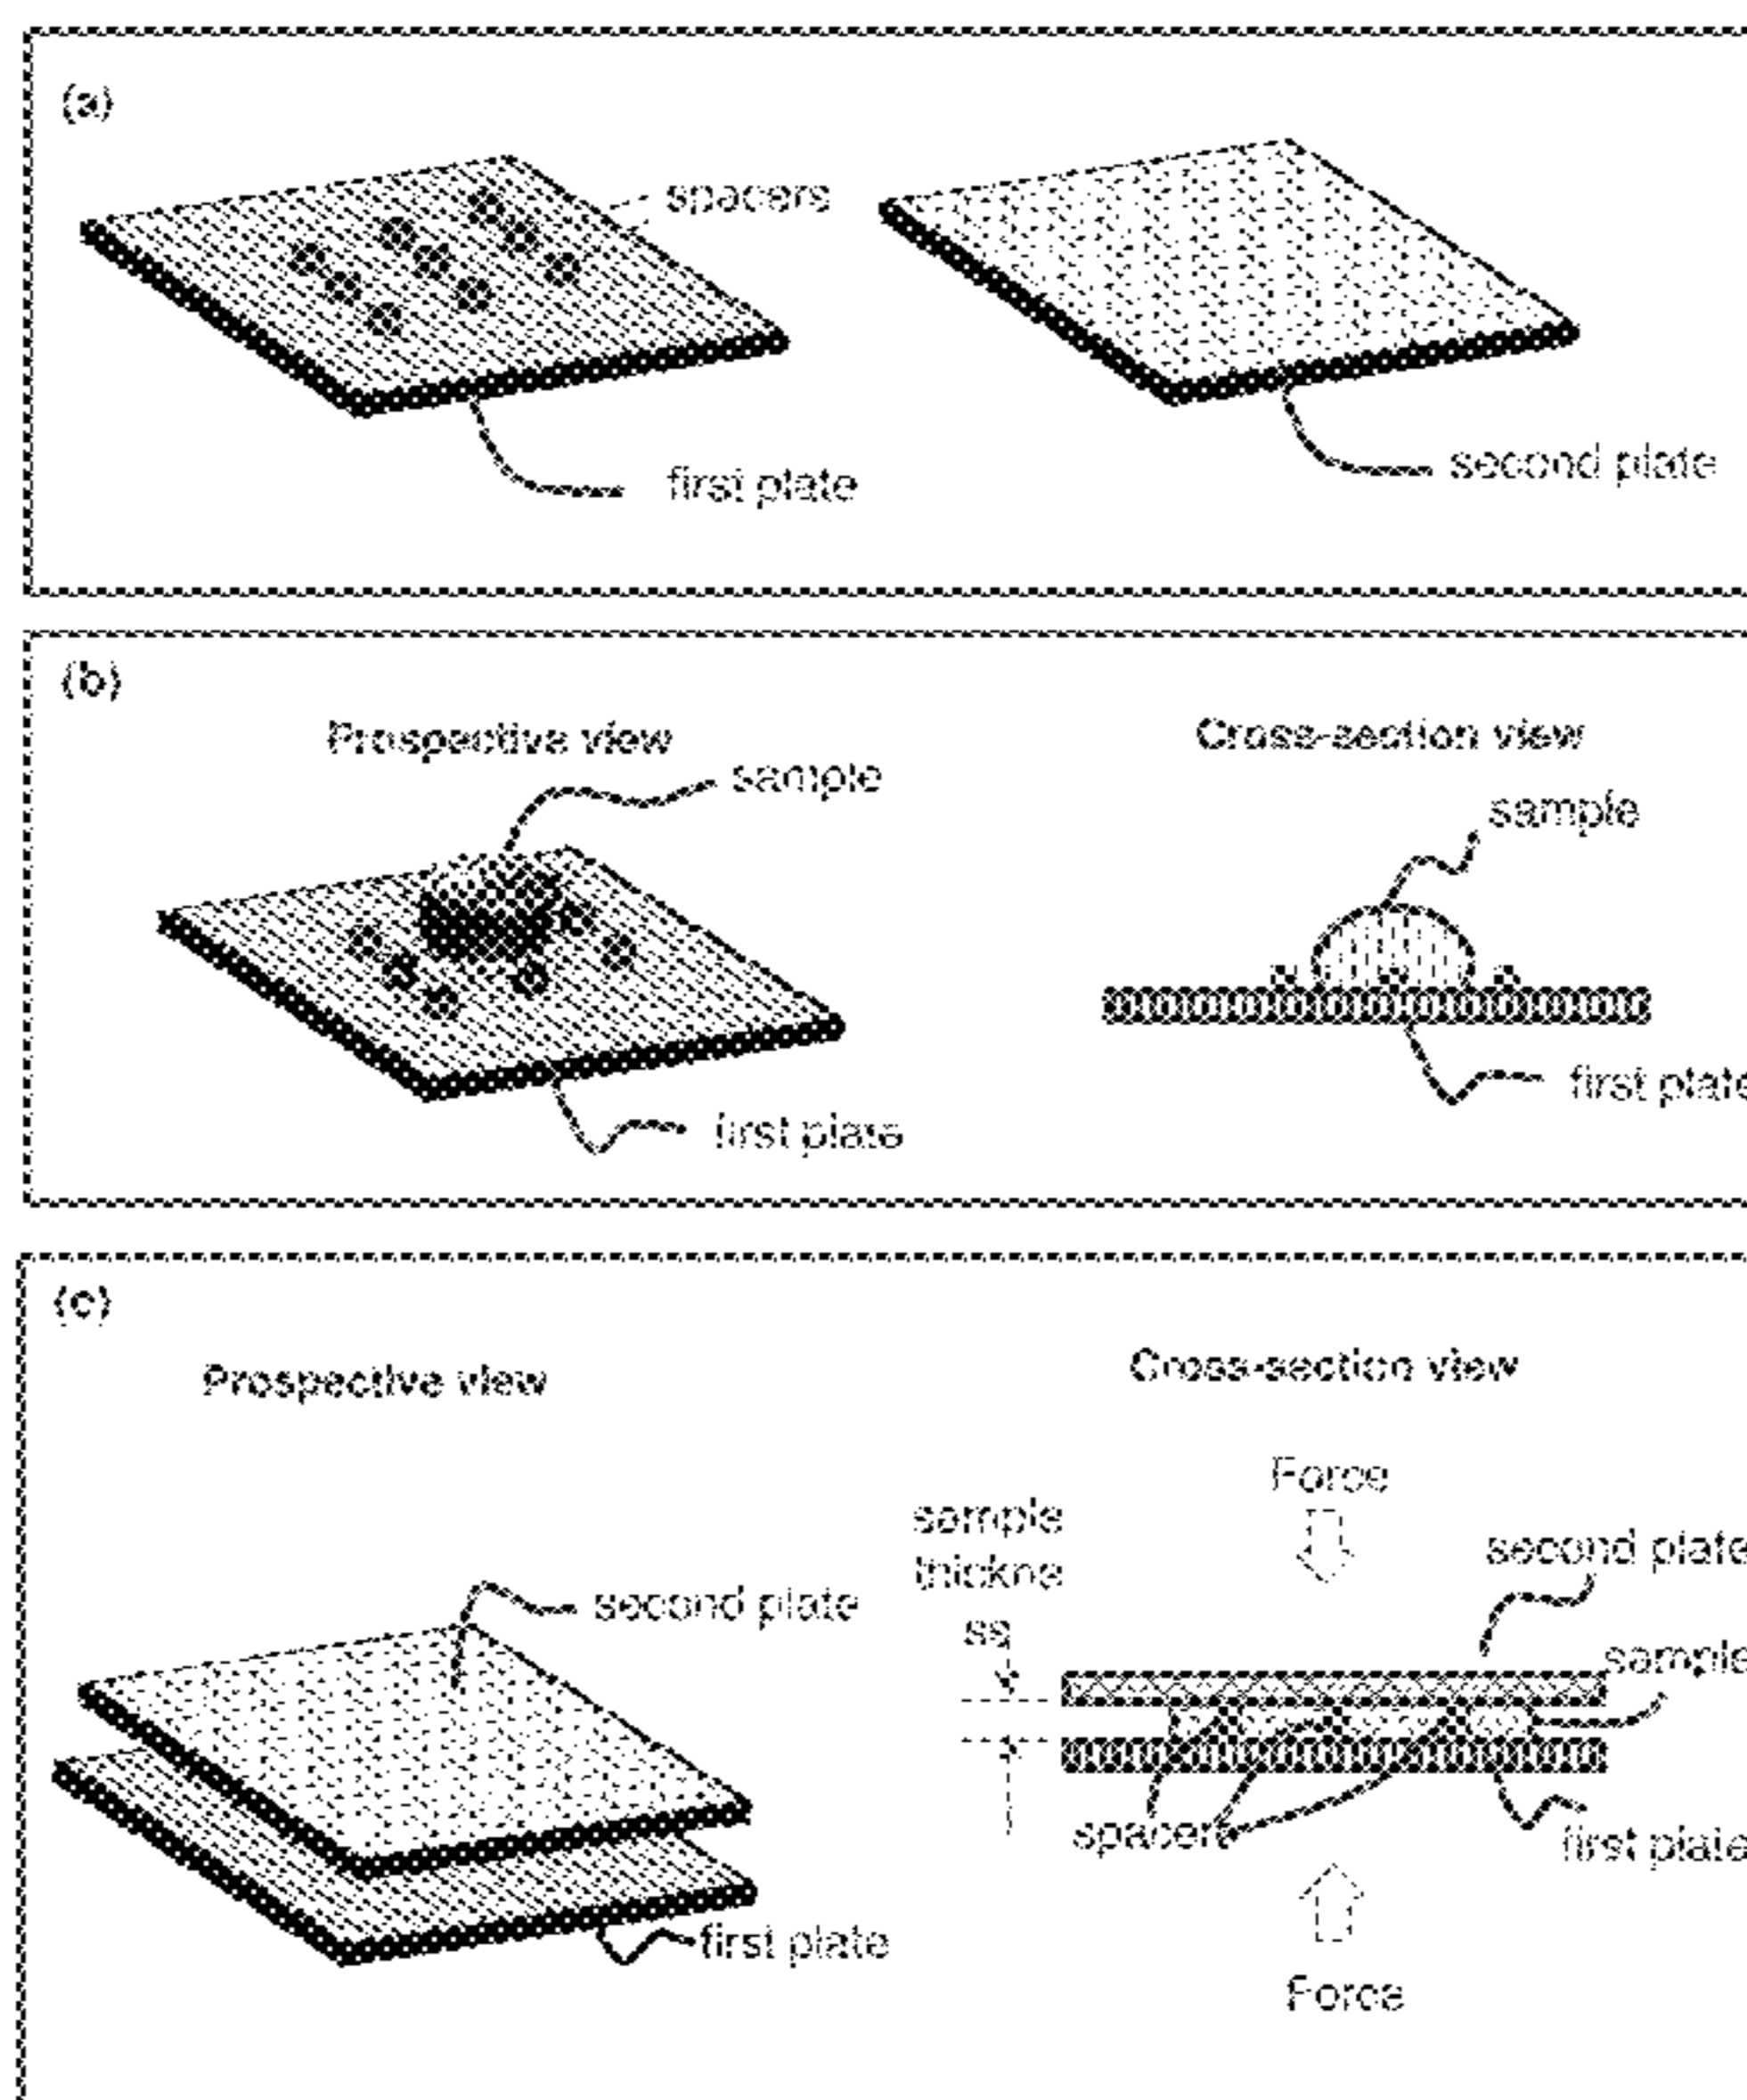 (a)
spacers
first plate
second plate
(b)
Prospective view
Cross-section view
sample
sample
first plate
first plate
(c)
Prospective view
Cross-section view
Force
sample
thickne
ss
second plate
second plate
sample
spacers
first plate
first plate
Force